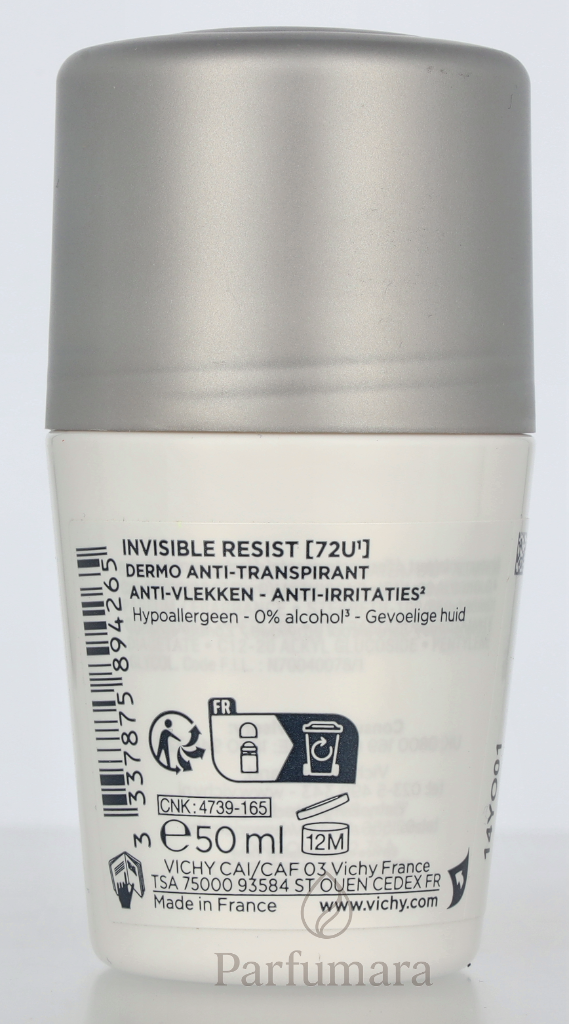 INVISIBLE RESIST [72U¹]
DERMO ANTI-TRANSPIRANT
ANTI-VLEKKEN - ANTI-IRRITATIES²
Hypoallergeen - 0% alcohol³ - Gevoelige huid
3 337875 894265
FR
CNK: 4739-165
e50 ml
12M
VICHY CAI/CAF 03 Vichy France
TSA 75000 93584 ST OUEN CEDEX FR
Made in France www.vichy.com
14Y001
Parfumara